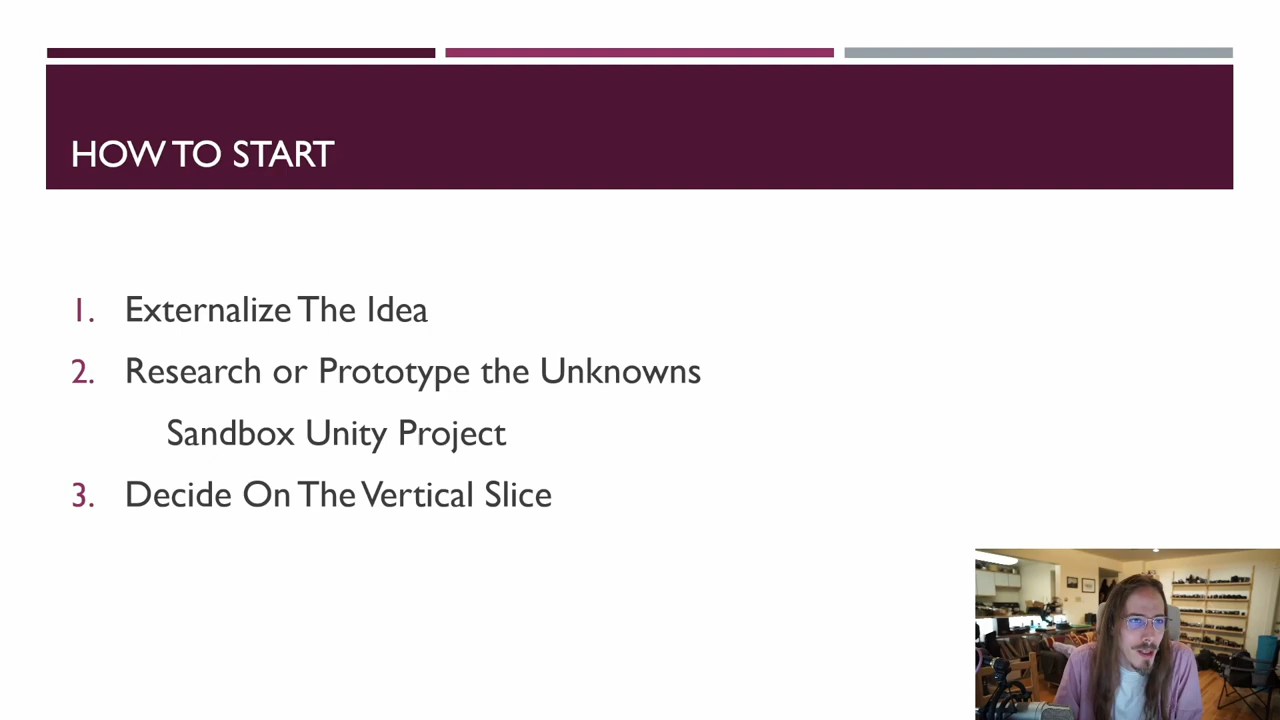 HOW TO START
1. Externalize The Idea
2. Research or Prototype the Unknowns
Sandbox Unity Project
3. Decide On The Vertical Slice